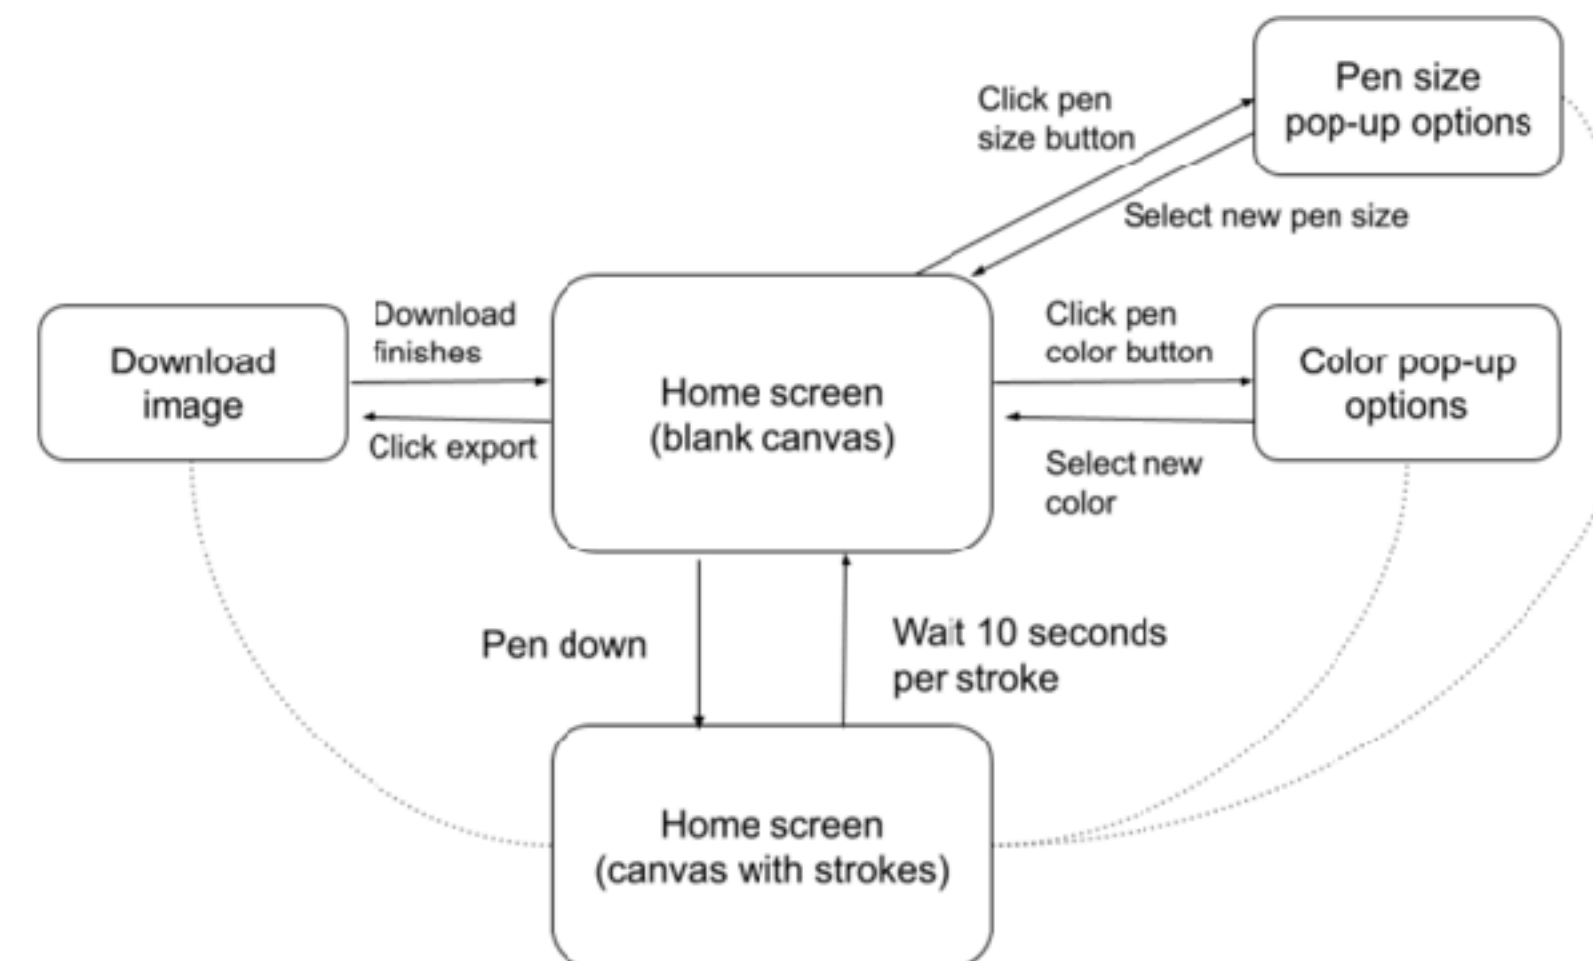 Pen size
pop-up options
Click pen
size button
Select new pen size
Download
image
Download
finishes
Click export
Home screen
(blank canvas)
Click pen
color button
Color pop-up
options
Select new
color
Pen down
Wait 10 seconds
per stroke
Home screen
(canvas with strokes)